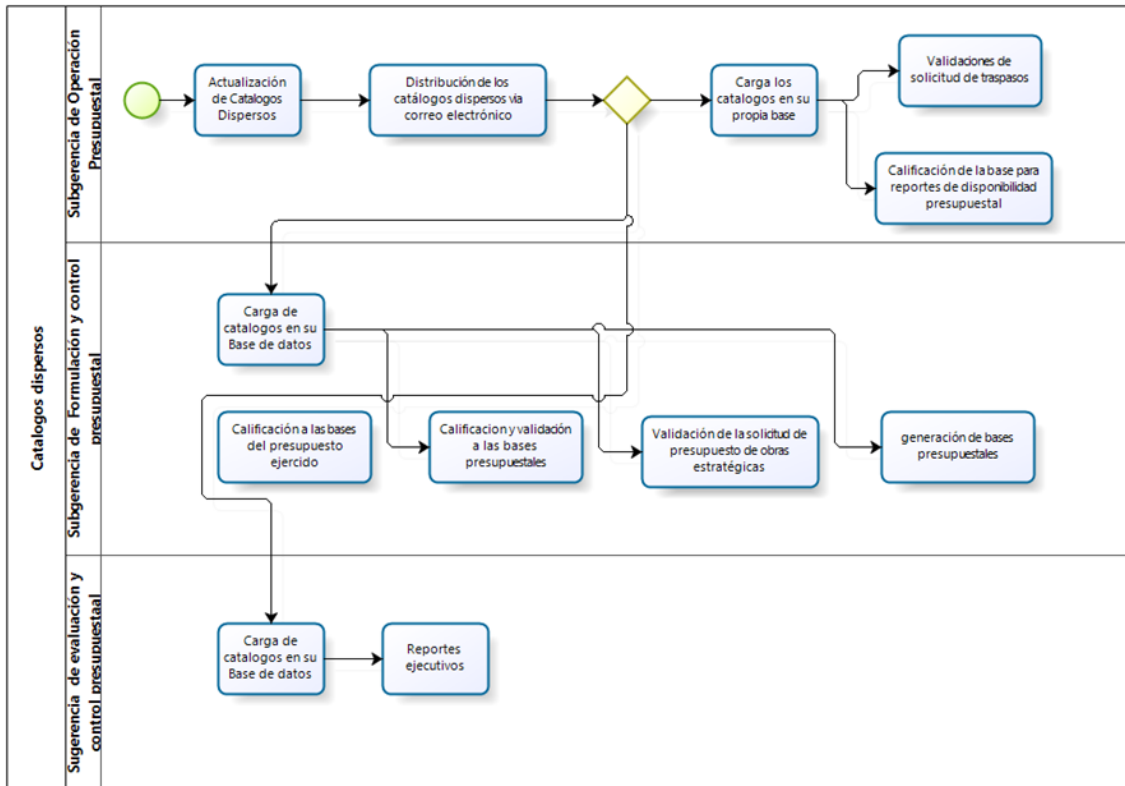 Catalogos dispersos
Subgerencia de Operación
Presupuestal
Actualización
de Catalogos
Dispersos
Distribución de los
catálogos dispersos via
correo electrónico
Carga los
catalogos en su
propia base
Validaciones de
solicitud de traspasos
Calificación de la base para
reportes de disponibilidad
presupuestal
Subgerencia de Formulación y control
presupuestal
Carga de
catalogos en su
Base de datos
Calificación a las bases
del presupuesto
ejercido
Calificacion y validación
a las bases
presupuestales
Validación de la solicitud de
presupuesto de obras
estratégicas
generación de bases
presupuestales
Sugerencia de evaluación y
control presupuestaal
Carga de
catalogos en su
Base de datos
Reportes
ejecutivos